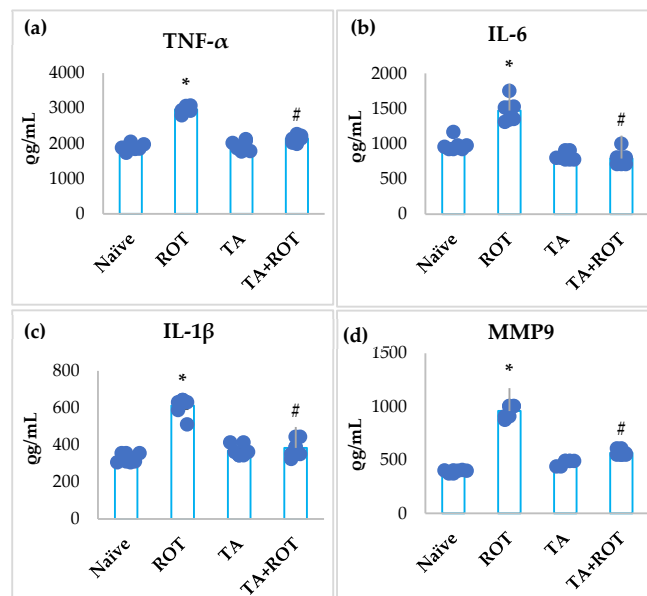 (a)
TNF-α
ϱg/mL
4000
3000
2000
1000
0
*
#
Naïve
ROT
TA
TA+ROT
(b)
IL-6
ϱg/mL
2000
1500
1000
500
0
*
#
Naïve
ROT
TA
TA+ROT
(c)
IL-1β
ϱg/mL
800
600
400
200
0
*
#
Naïve
ROT
TA
TA+ROT
(d)
MMP9
ϱg/mL
1500
1000
500
0
*
#
Naïve
ROT
TA
TA+ROT